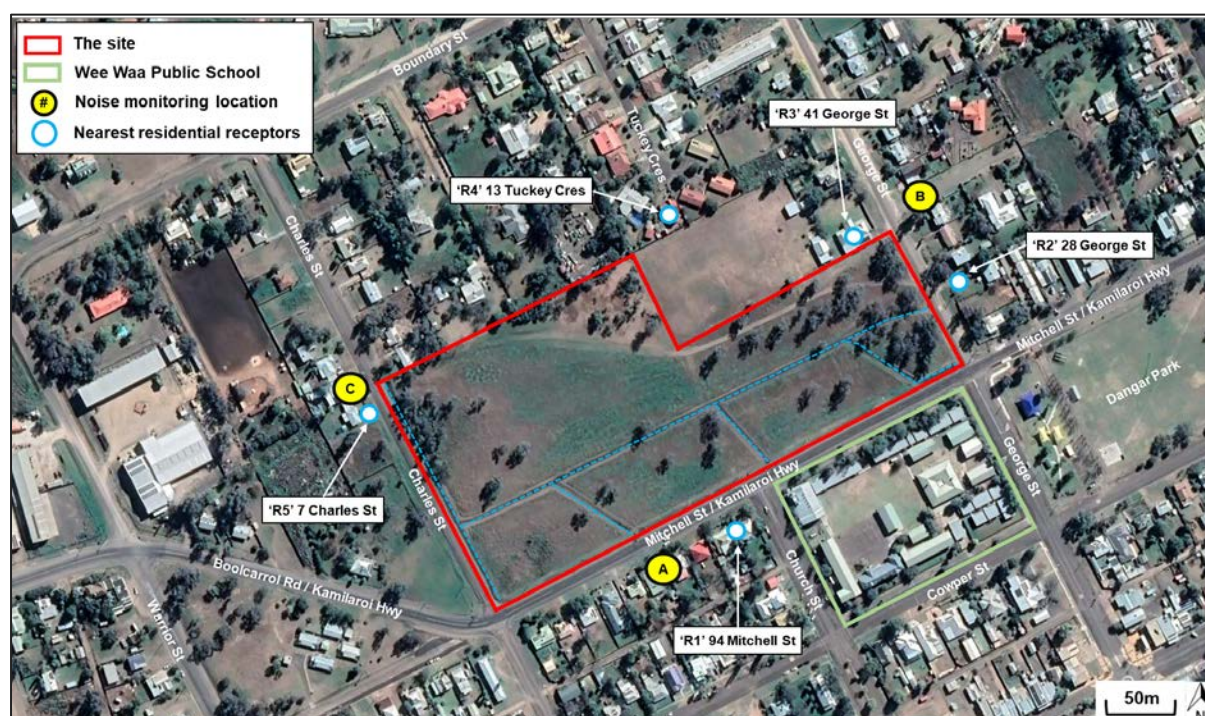 The site
Wee Waa Public School
# Noise monitoring location
Nearest residential receptors
Boundary St
'R3' 41 George St
Tuckey Cres
George St
'R4' 13 Tuckey Cres
B
'R2' 28 George St
Charles St
Mitchell St / Kamilaroi Hwy
Dangar Park
C
'R5' 7 Charles St
Charles St
George St
Mitchell St / Kamilaroi Hwy
A
Boolcarrol Rd / Kamilaroi Hwy
Church St
Cowper St
Warrior St
'R1' 94 Mitchell St
50m
N